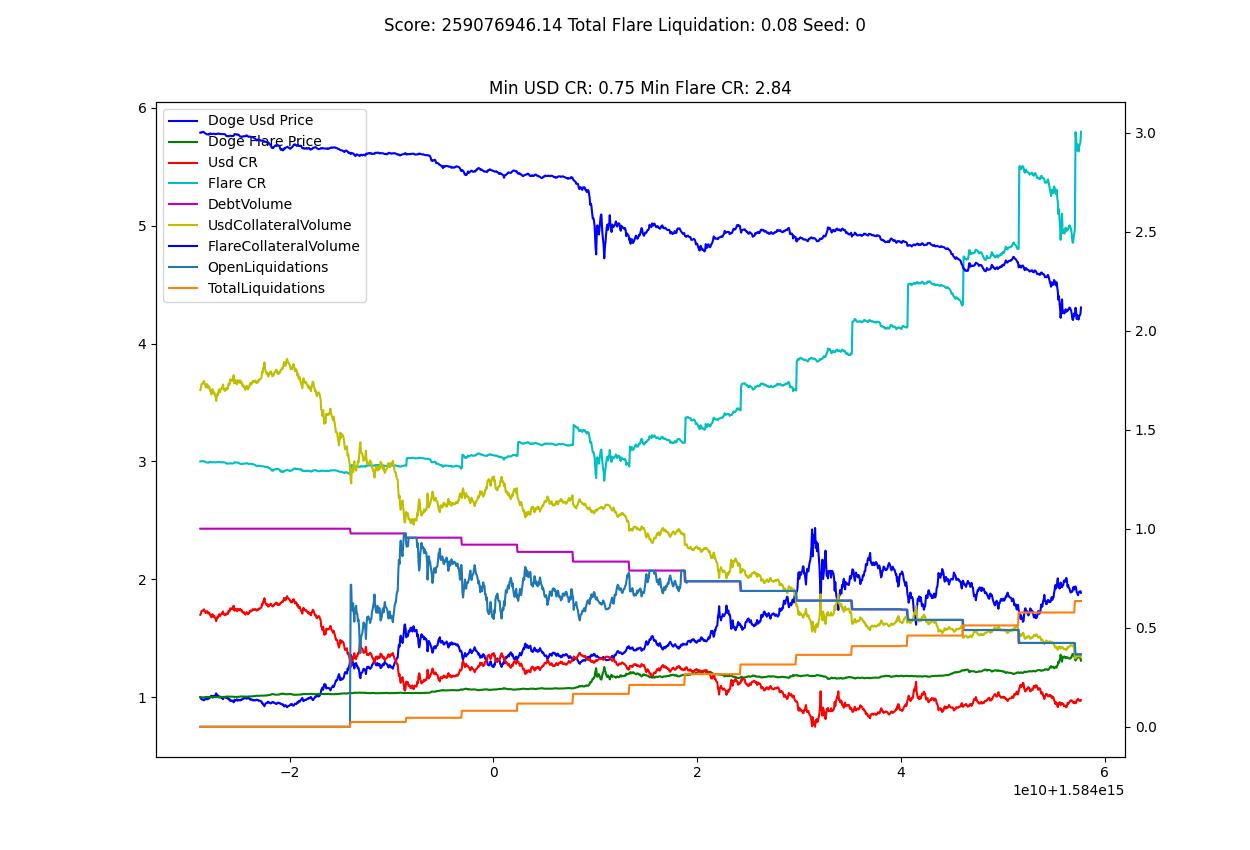 Score: 259076946.14 Total Flare Liquidation: 0.08 Seed: 0
Min USD CR: 0.75 Min Flare CR: 2.84
Doge Usd Price
Doge Flare Price
Usd CR
Flare CR
DebtVolume
UsdCollateralVolume
FlareCollateralVolume
OpenLiquidations
TotalLiquidations
6
5
4
3
2
1
3.0
2.5
2.0
1.5
1.0
0.5
0.0
−2
0
2
4
6
1e10+1.584e15